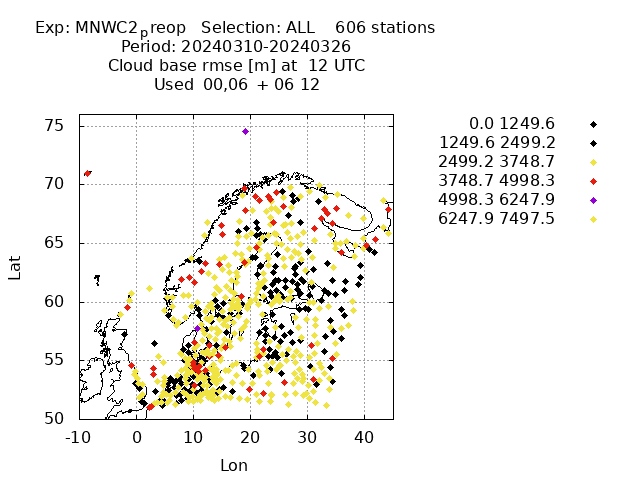 Exp: MNWC2preop   Selection: ALL    606 stations
Period: 20240310-20240326
Cloud base rmse [m] at  12 UTC
Used  00,06  + 06 12
0.0 1249.6
1249.6 2499.2
2499.2 3748.7
3748.7 4998.3
4998.3 6247.9
6247.9 7497.5
75
70
65
60
55
50
Lat
-10 0 10 20 30 40
Lon